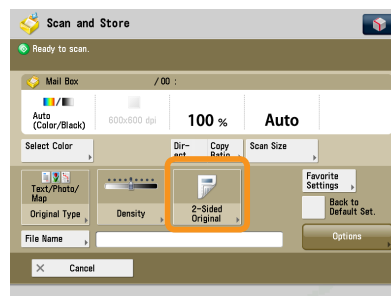 Scan and Store
Ready to scan.
Mail Box /00 :
Auto
(Color/Black)
600x600 dpi
100 %
Auto
Select Color
Dir-
ect
Copy
Ratio
Scan Size
Text/Photo/
Map
Original Type
Density
2-Sided
Original
Favorite
Settings
Back to
Default Set.
File Name
Options
Cancel